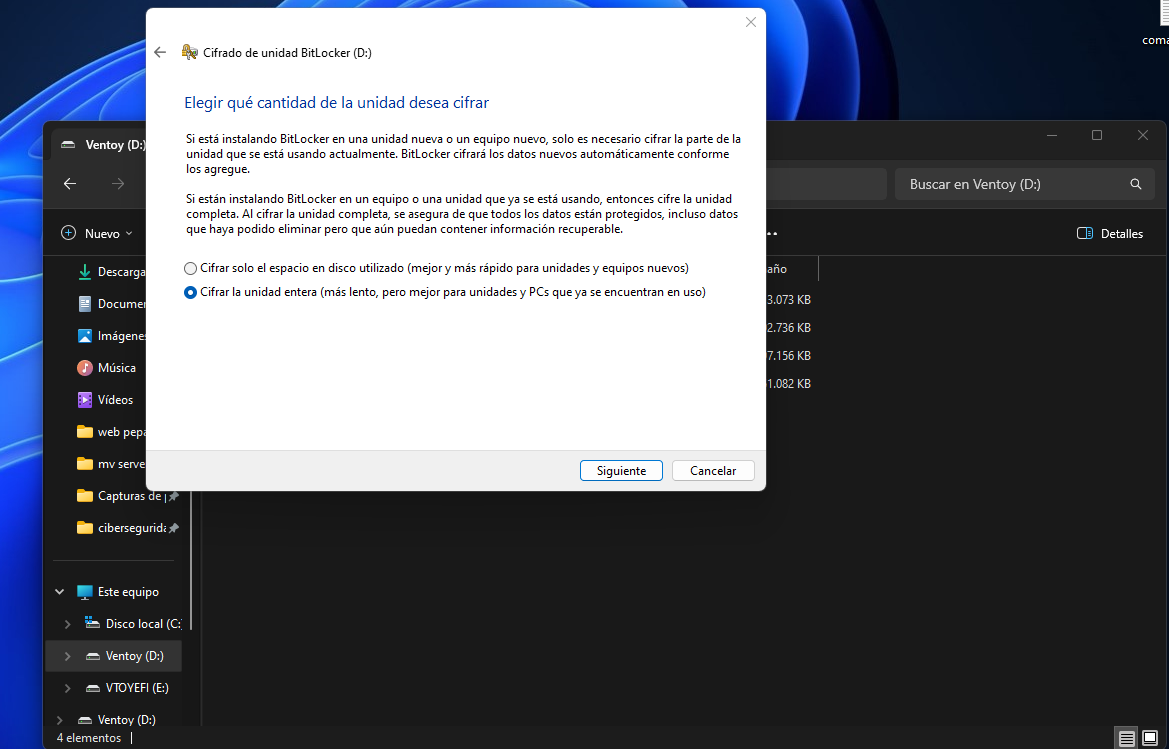 Cifrado de unidad BitLocker (D:)
Elegir qué cantidad de la unidad desea cifrar
Si está instalando BitLocker en una unidad nueva o un equipo nuevo, solo es necesario cifrar la parte de la
unidad que se está usando actualmente. BitLocker cifrará los datos nuevos automáticamente conforme
los agregue.
Si están instalando BitLocker en un equipo o una unidad que ya se está usando, entonces cifre la unidad
completa. Al cifrar la unidad completa, se asegura de que todos los datos están protegidos, incluso datos
que haya podido eliminar pero que aún puedan contener información recuperable.
Cifrar solo el espacio en disco utilizado (mejor y más rápido para unidades y equipos nuevos)
Cifrar la unidad entera (más lento, pero mejor para unidades y PCs que ya se encuentran en uso)
Siguiente
Cancelar
coma
Ventoy (D:)
Buscar en Ventoy (D:)
Nuevo
Detalles
año
3.073 KB
2.736 KB
7.156 KB
1.082 KB
Descarga
Documen
Imágenes
Música
Vídeos
web pepa
mv serve
Capturas de p
cibersegurida
Este equipo
Disco local (C:
Ventoy (D:)
VTOYEFI (E:)
Ventoy (D:)
4 elementos